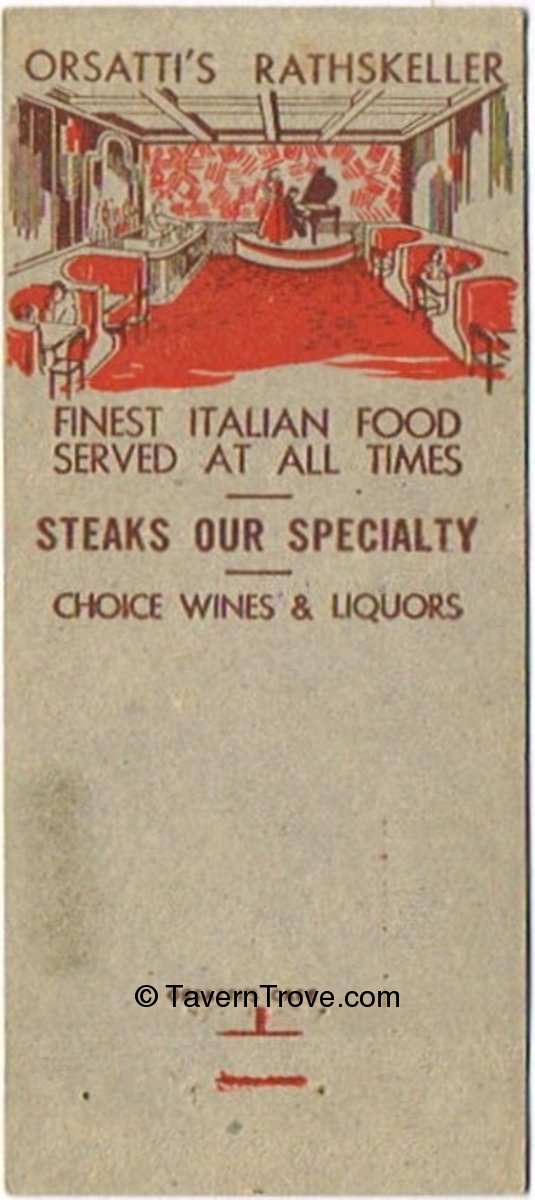 ORSATTI'S RATHSKELLER
FINEST ITALIAN FOOD
SERVED AT ALL TIMES
STEAKS OUR SPECIALTY
CHOICE WINES & LIQUORS
© TavernTrove.com